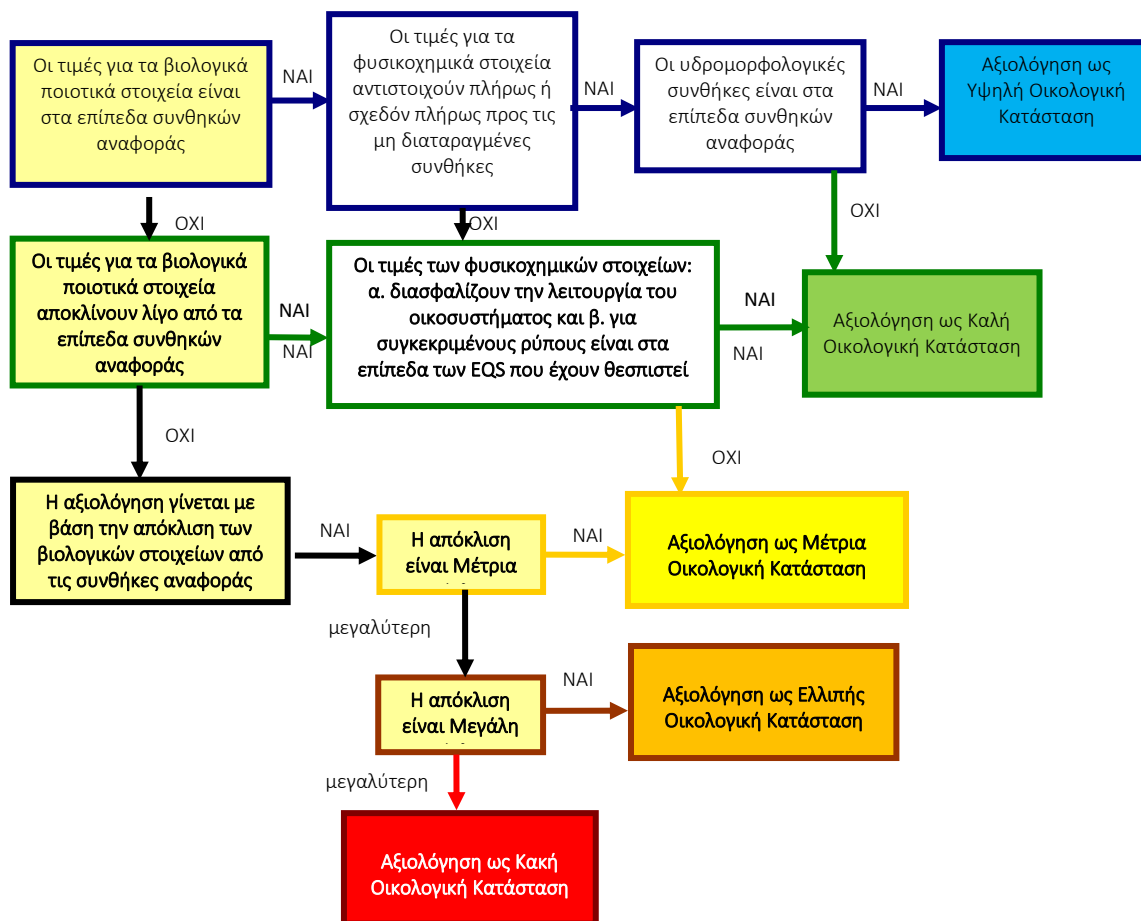 Οι τιμές για τα βιολογικά
ποιοτικά στοιχεία είναι
στα επίπεδα συνθηκών
αναφοράς
ΝΑΙ
Οι τιμές για τα
φυσικοχημικά στοιχεία
αντιστοιχούν πλήρως ή
σχεδόν πλήρως προς τις
μη διαταραγμένες
συνθήκες
ΝΑΙ
Οι υδρομορφολογικές
συνθήκες είναι στα
επίπεδα συνθηκών
αναφοράς
ΝΑΙ
Αξιολόγηση ως
Υψηλή Οικολογική
Κατάσταση
ΟΧΙ
ΟΧΙ
ΟΧΙ
Οι τιμές για τα βιολογικά
ποιοτικά στοιχεία
αποκλίνουν λίγο από τα
επίπεδα συνθηκών
αναφοράς
ΝΑΙ
ΝΑΙ
Οι τιμές των φυσικοχημικών στοιχείων:
α. διασφαλίζουν την λειτουργία του
οικοσυστήματος και β. για
συγκεκριμένους ρύπους είναι στα
επίπεδα των EQS που έχουν θεσπιστεί
ΝΑΙ
ΝΑΙ
Αξιολόγηση ως Καλή
Οικολογική Κατάσταση
ΟΧΙ
ΟΧΙ
Η αξιολόγηση γίνεται με
βάση την απόκλιση των
βιολογικών στοιχείων από
τις συνθήκες αναφοράς
ΝΑΙ
Η απόκλιση
είναι Μέτρια
ΝΑΙ
Αξιολόγηση ως Μέτρια
Οικολογική Κατάσταση
μεγαλύτερη
Η απόκλιση
είναι Μεγάλη
ΝΑΙ
Αξιολόγηση ως Ελλιπής
Οικολογική Κατάσταση
μεγαλύτερη
Αξιολόγηση ως Κακή
Οικολογική Κατάσταση